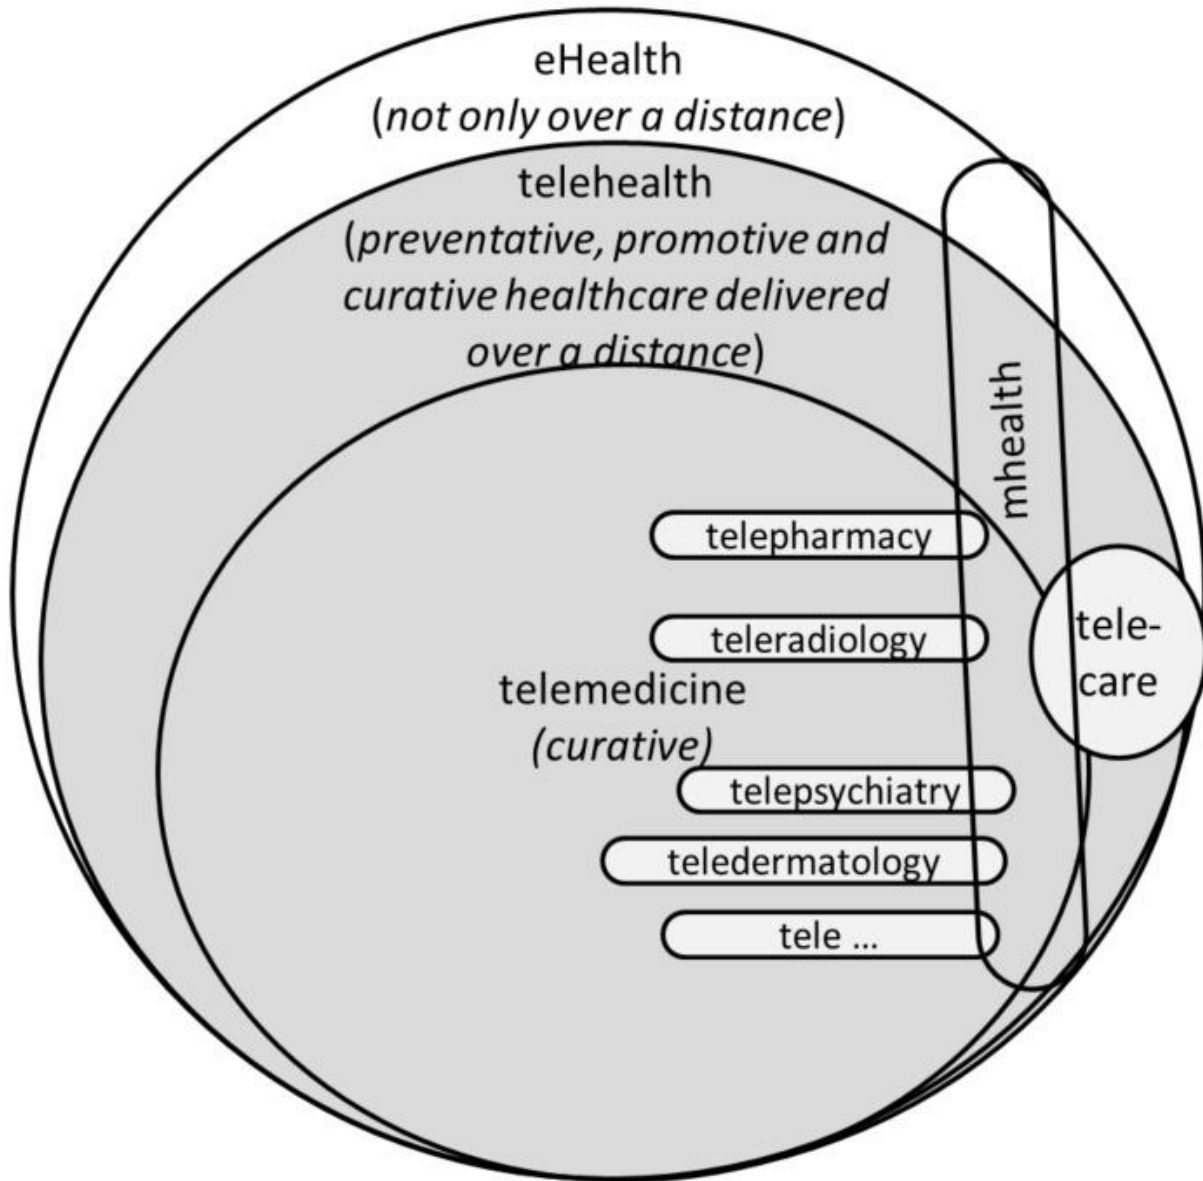 eHealth
(not only over a distance)
telehealth
(preventative, promotive and
curative healthcare delivered
over a distance)
mhealth
telepharmacy
tele-
care
teleradiology
telemedicine
(curative)
telepsychiatry
teledermatology
tele ...